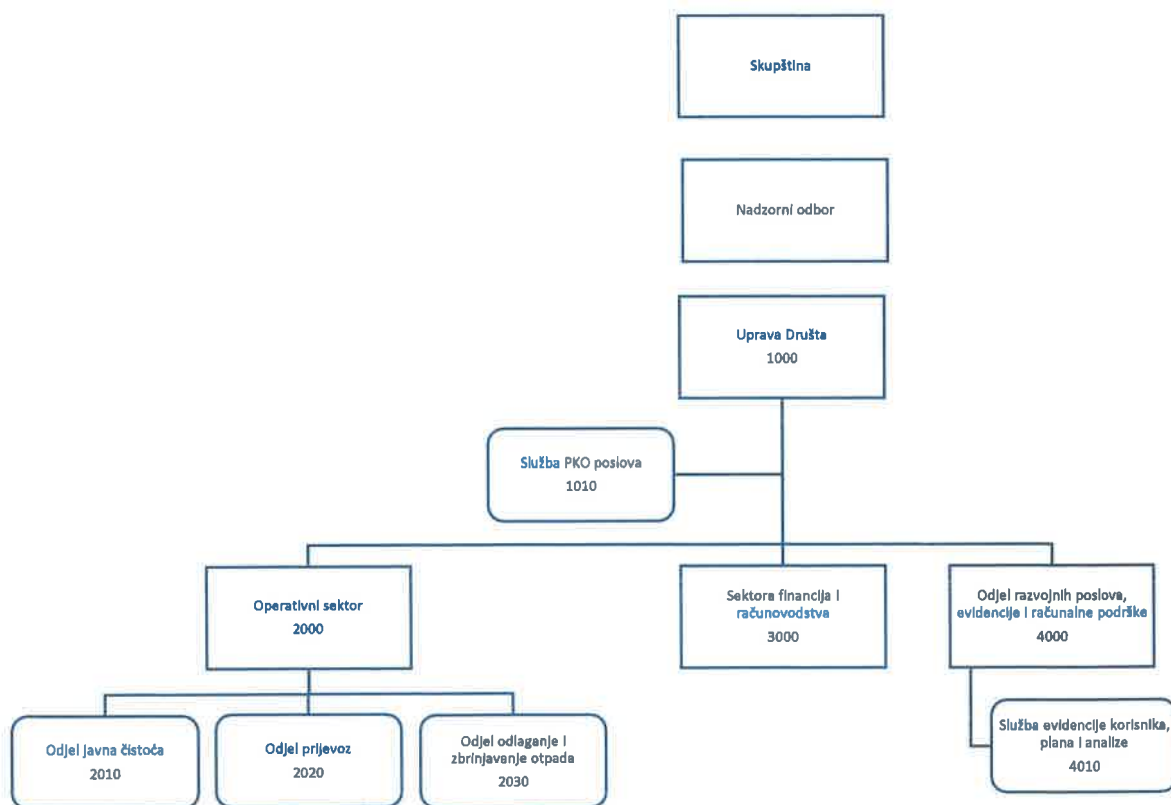 Skupština
Nadzorni odbor
Uprava Društa
1000
Služba PKO poslova
1010
Operativni sektor
2000
Sektora financija i
računovodstva
3000
Odjel razvojnih poslova,
evidencije i računalne podrške
4000
Odjel javna čistoća
2010
Odjel prijevoz
2020
Odjel odlaganje i
zbrinjavanje otpada
2030
Služba evidencije korisnika,
plana i analize
4010